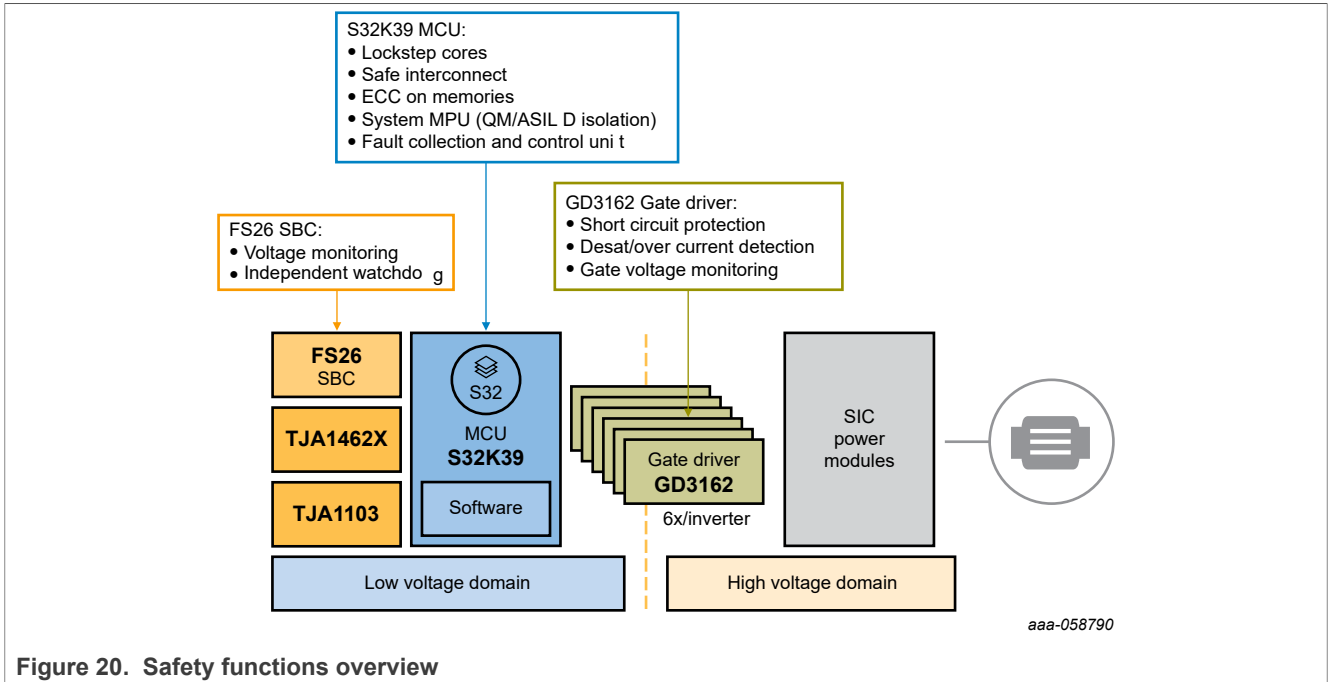 S32K39 MCU:
• Lockstep cores
• Safe interconnect
• ECC on memories
• System MPU (QM/ASIL D isolation)
• Fault collection and control uni t
GD3162 Gate driver:
• Short circuit protection
• Desat/over current detection
• Gate voltage monitoring
FS26 SBC:
• Voltage monitoring
• Independent watchdo g
FS26
SBC
TJA1462X
TJA1103
S32
MCU
S32K39
Software
Gate driver
GD3162
6x/inverter
SIC
power
modules
Low voltage domain
High voltage domain
aaa-058790
Figure 20. Safety functions overview